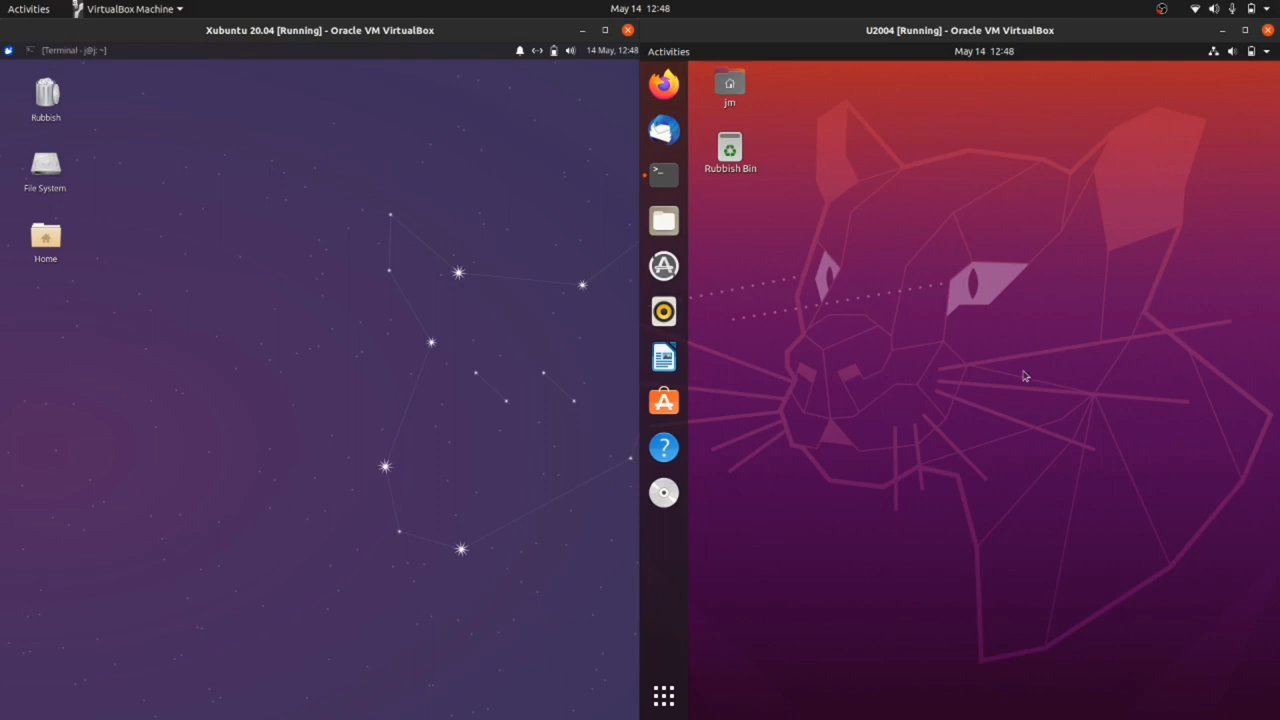 Activities
VirtualBox Machine
May 14 12:48
Xubuntu 20.04 [Running] - Oracle VM VirtualBox
[Terminal - j@j: ~]
14 May, 12:48
Rubbish
File System
Home
U2004 [Running] - Oracle VM VirtualBox
Activities
May 14 12:48
jm
Rubbish Bin